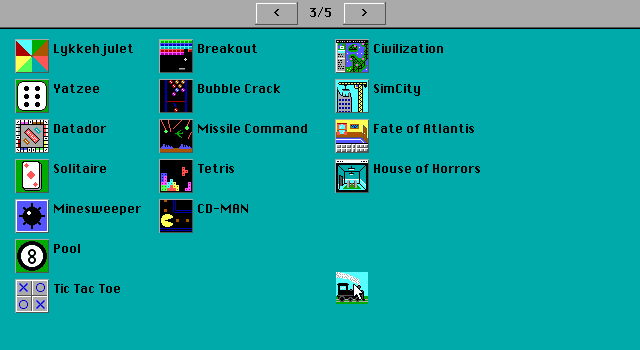 < 3/5 >
Lykkehjulet
Yatzee
Datador
Solitaire
Minesweeper
Pool
8
Tic Tac Toe
Breakout
Bubble Crack
Missile Command
Tetris
CD-MAN
Civilization
SimCity
Fate of Atlantis
House of Horrors